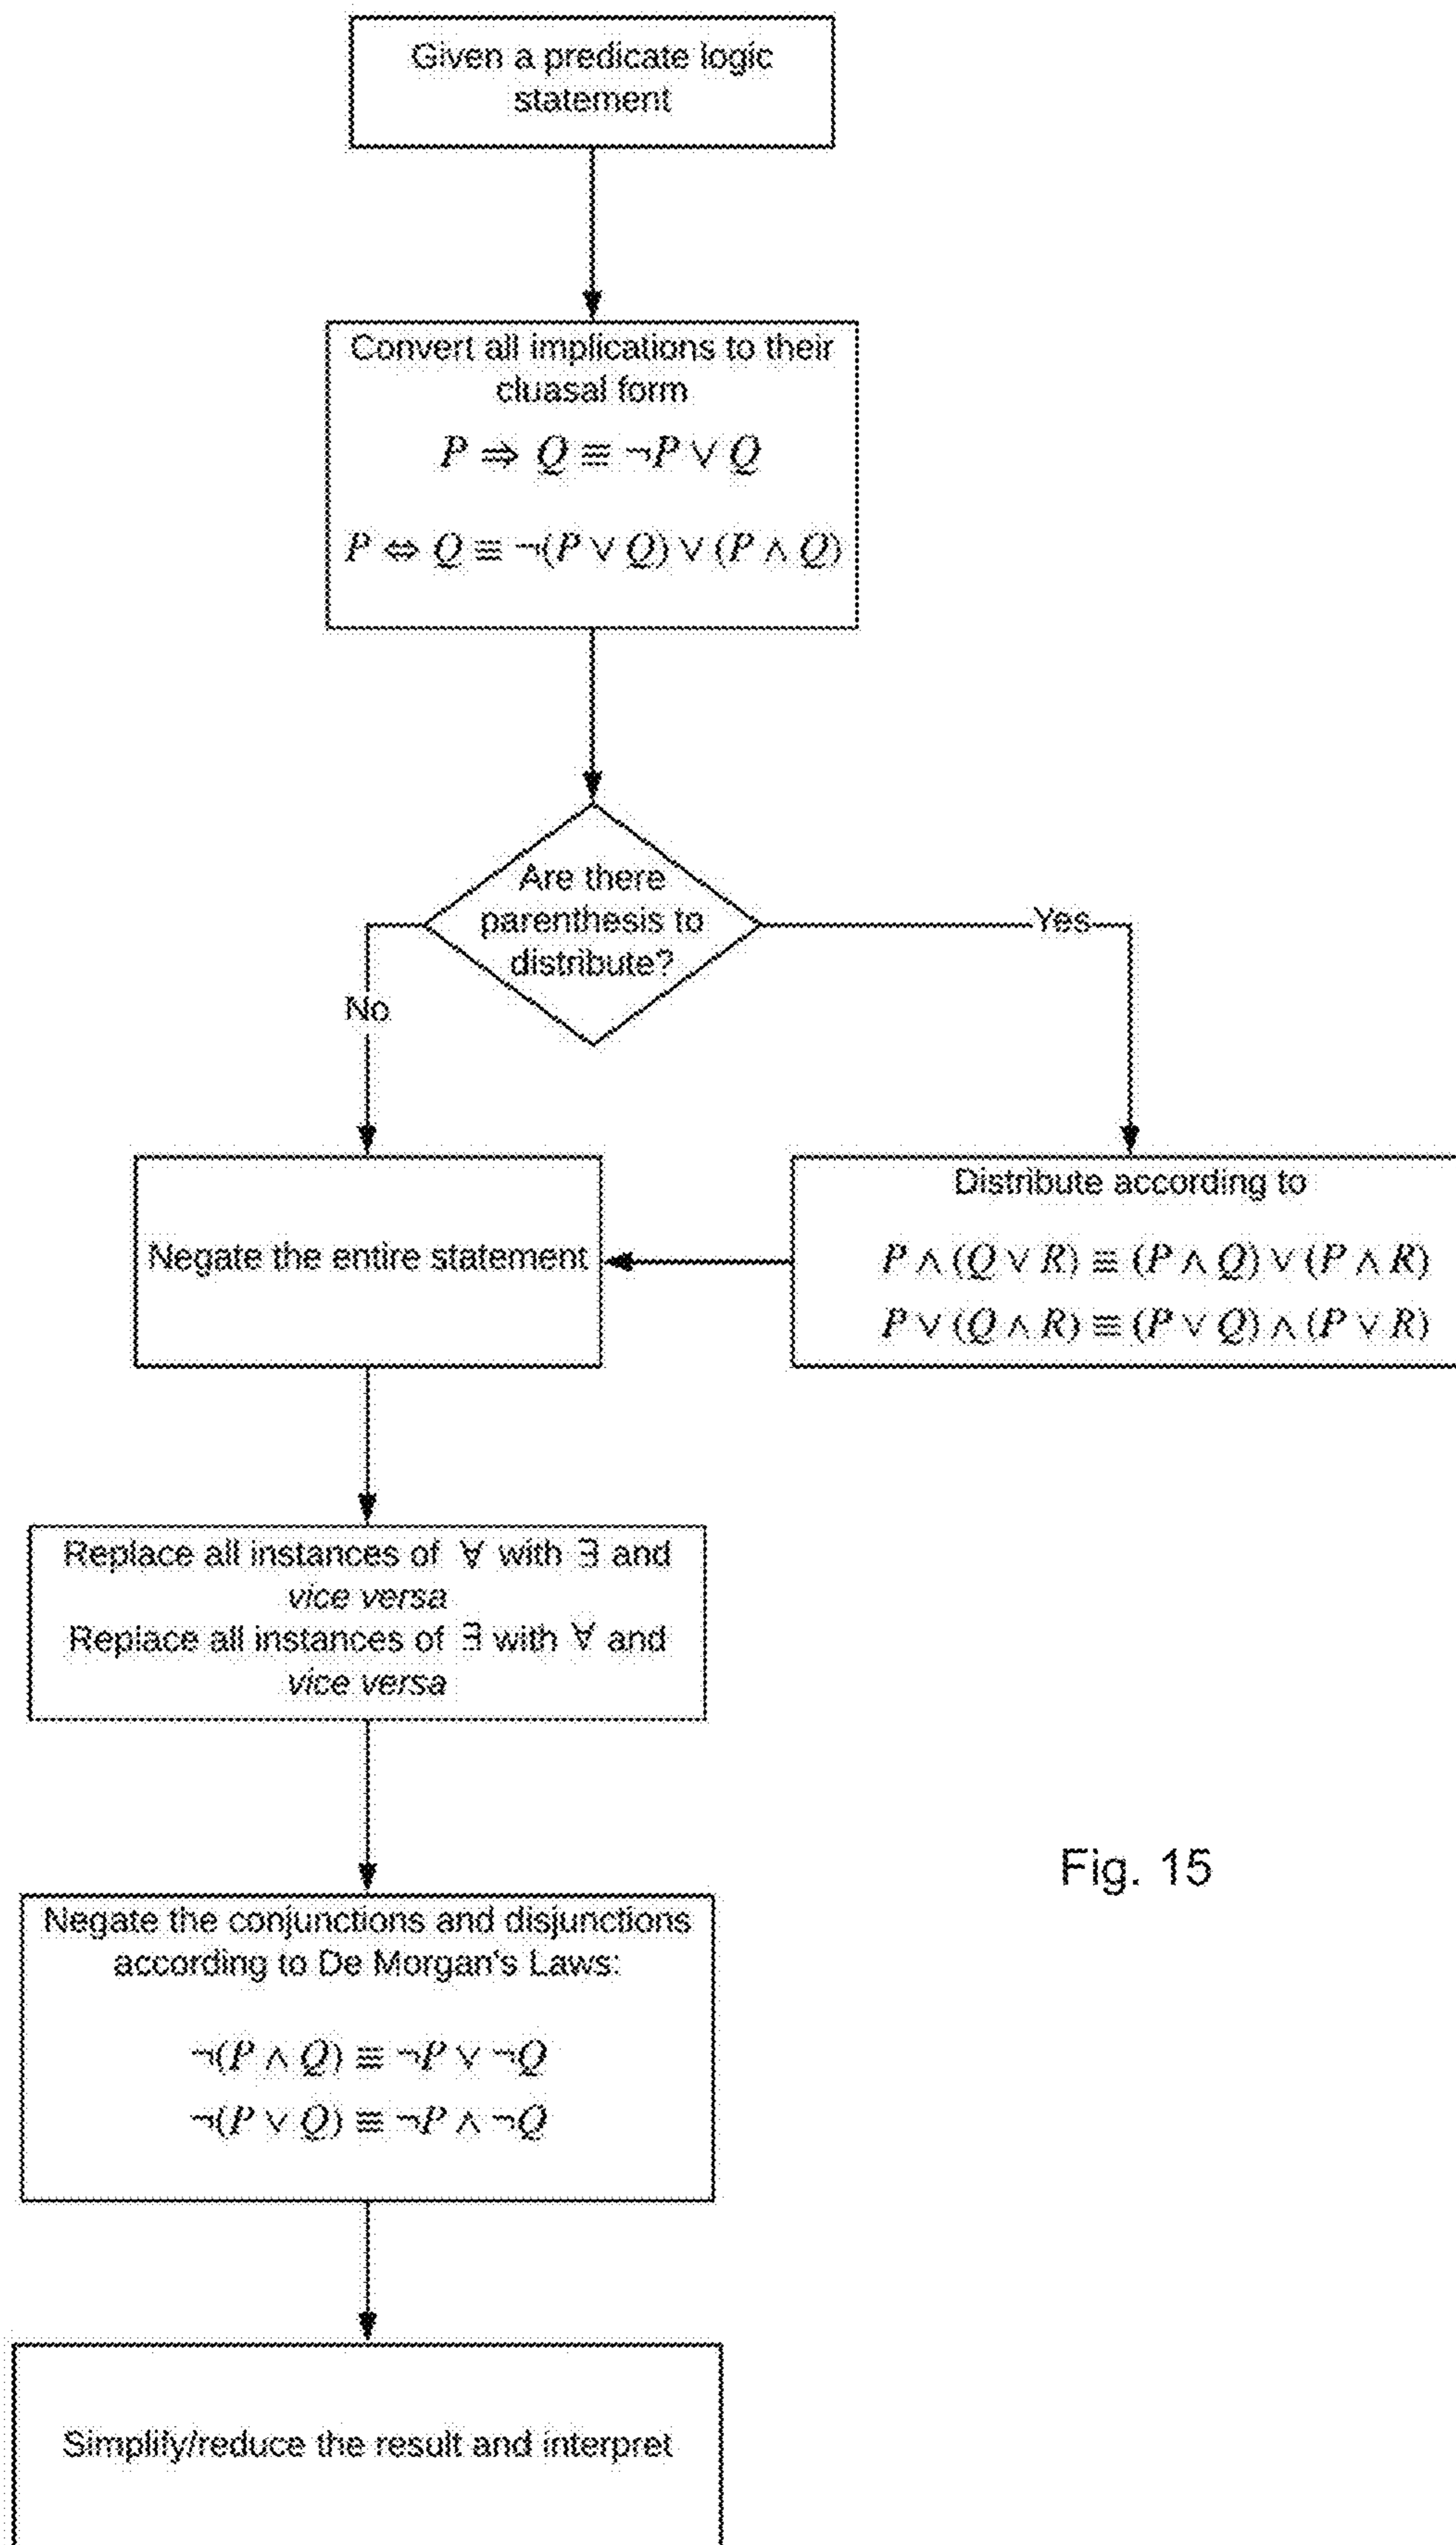 Given a predicate logic
statement
Convert all implications to their
cluasal form
P ⇒ Q ≡ ¬P ∨ Q
P ⇔ Q ≡ ¬(P ∨ Q) ∨ (P ∧ Q)
Are there
parenthesis to
distribute?
Yes
No
Negate the entire statement
Distribute according to
P ∧ (Q ∨ R) ≡ (P ∧ Q) ∨ (P ∧ R)
P ∨ (Q ∧ R) ≡ (P ∨ Q) ∧ (P ∨ R)
Replace all instances of ∀ with ∃ and
vice versa
Replace all instances of ∃ with ∀ and
vice versa
Fig. 15
Negate the conjunctions and disjunctions
according to De Morgan's Laws:
¬(P ∧ Q) ≡ ¬P ∨ ¬Q
¬(P ∨ Q) ≡ ¬P ∧ ¬Q
Simplify/reduce the result and interpret